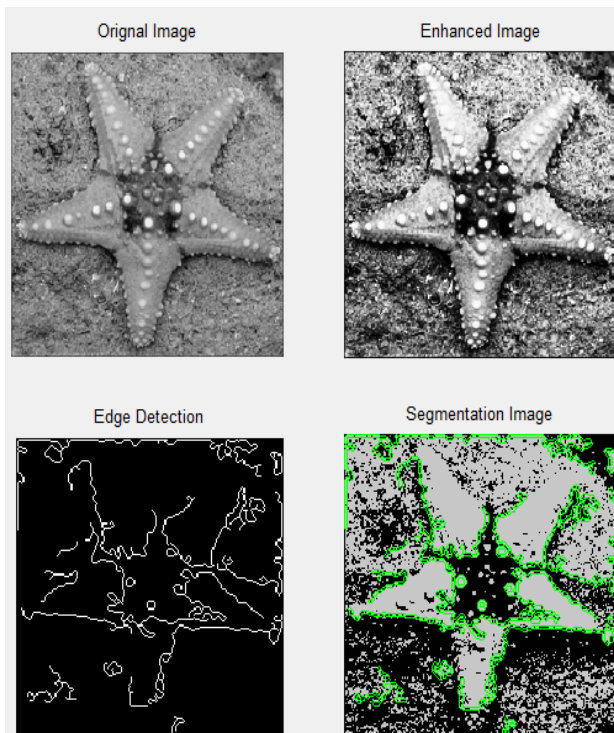 Orignal Image
Enhanced Image
Edge Detection
Segmentation Image